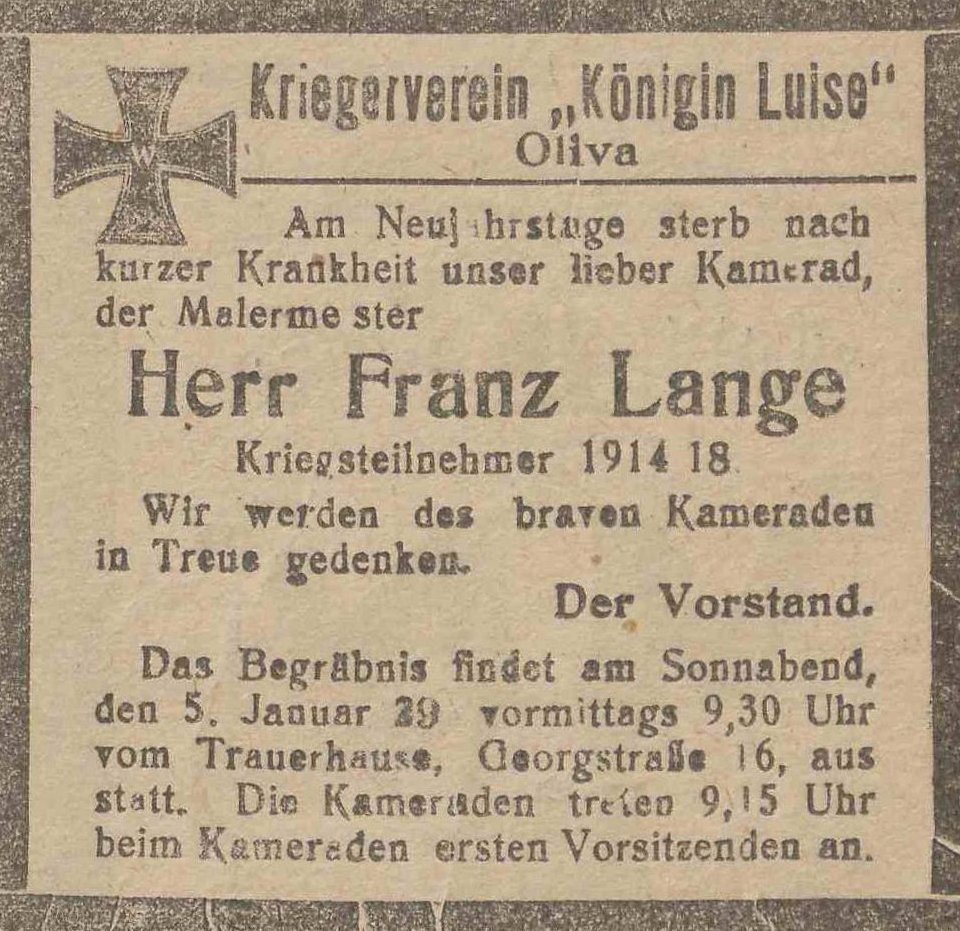 Kriegerverein „Königin Luise“
Oliva
W
Am Neujahrstage sterb nach
kurzer Krankheit unser lieber Kamerad,
der Malerme ster
Herr Franz Lange
Kriegsteilnehmer 1914 18
Wir werden des braven Kameraden
in Treue gedenken.
Der Vorstand.
Das Begräbnis findet am Sonnabend,
den 5. Januar 29 vormittags 9,30 Uhr
vom Trauerhause, Georgstraße 16, aus
statt. Die Kameraden treten 9,15 Uhr
beim Kameraden ersten Vorsitzenden an.